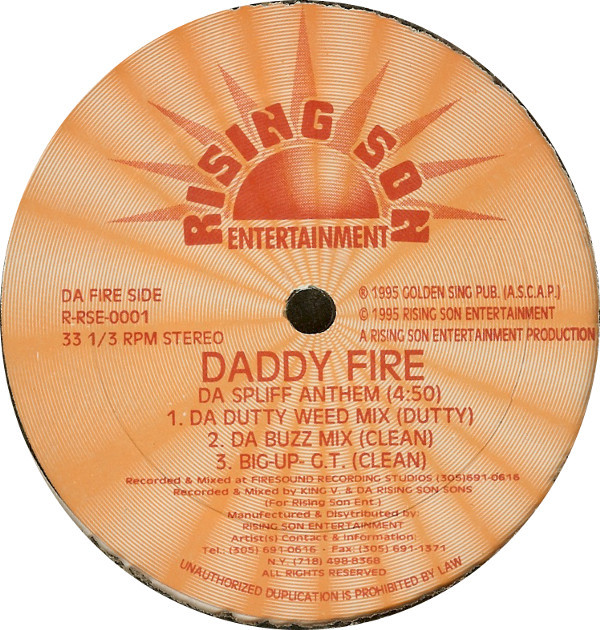 RISING SON
ENTERTAINMENT
DA FIRE SIDE
R-RSE-0001
33 1/3 RPM STEREO
℗ 1995 GOLDEN SING PUB. (A.S.C.A.P.)
© 1995 RISING SON ENTERTAINMENT
A RISING SON ENTERTAINMENT PRODUCTION
DADDY FIRE
DA SPLIFF ANTHEM (4:50)
1. DA DUTTY WEED MIX (DUTTY)
2. DA BUZZ MIX (CLEAN)
3. BIG-UP- G.T. (CLEAN)
Recorded & Mixed at FIRESOUND RECORDING STUDIOS (305)691-0616
Recorded & Mixed by KING V. & DA RISING SON SONS
(For Rising Son Ent.)
Manufactured & Disytributed by:
RISING SON ENTERTAINMENT
Artist(s) Contact & Information:
Tel.: (305) 691-0616 - Fax: (305) 691-1371
N.Y. (718) 498-8368
ALL RIGHTS RESERVED
UNAUTHORIZED DUPLICATION IS PROHIBITED BY LAW